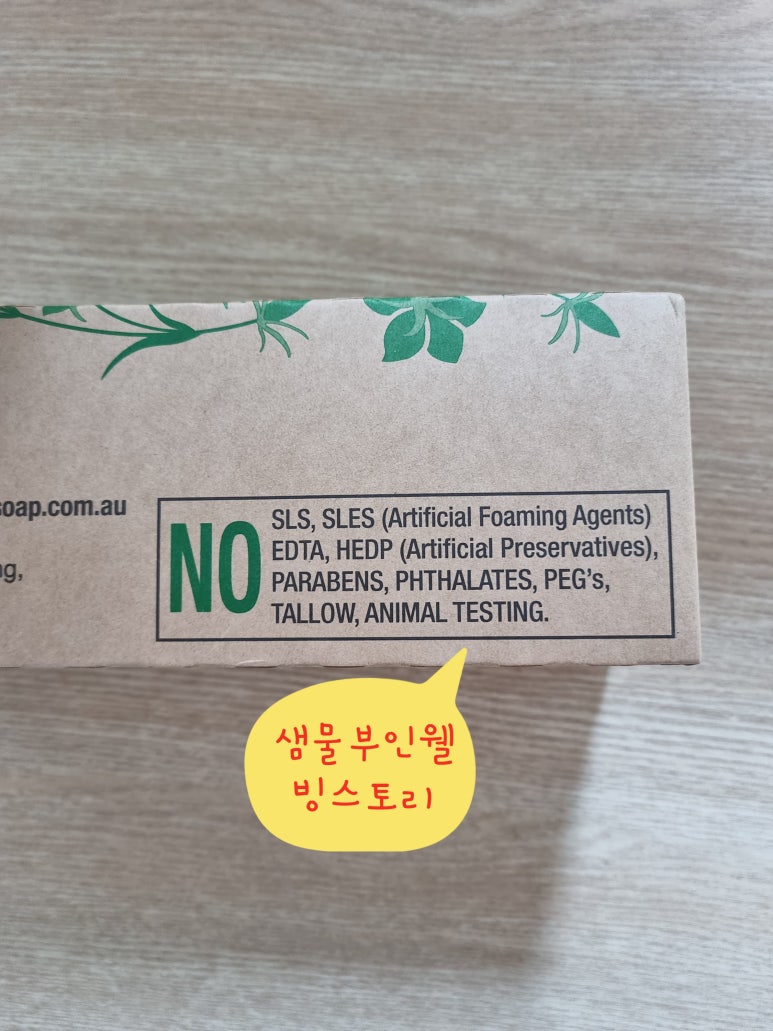 soap.com.au
NO
SLS, SLES (Artificial Foaming Agents)
EDTA, HEDP (Artificial Preservatives),
PARABENS, PHTHALATES, PEG's,
TALLOW, ANIMAL TESTING.
샘물 부인웰
빙스토리